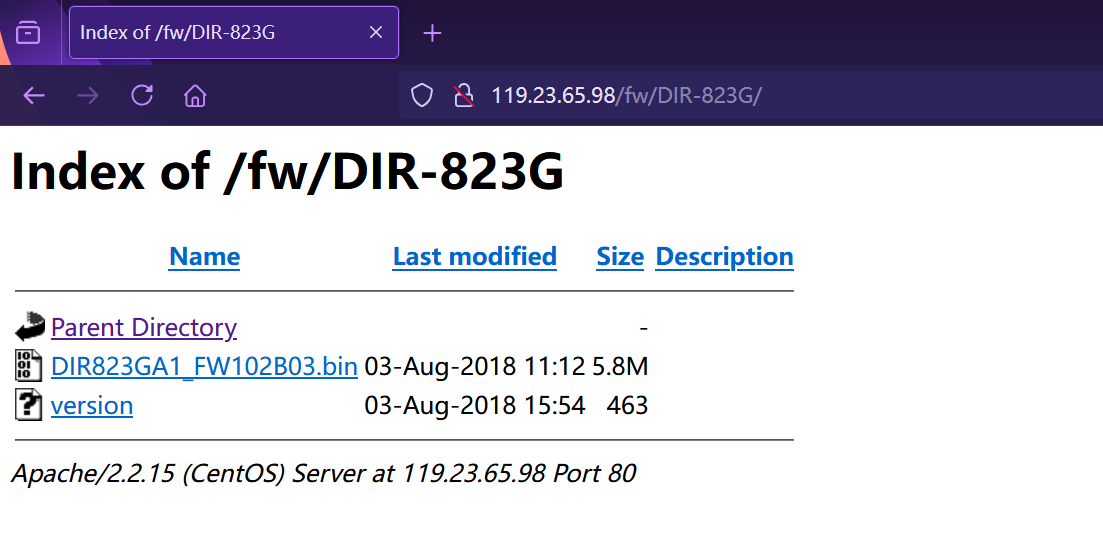 Index of /fw/DIR-823G
119.23.65.98/fw/DIR-823G/
Index of /fw/DIR-823G
Name Last modified Size Description
Parent Directory -
DIR823GA1_FW102B03.bin 03-Aug-2018 11:12 5.8M
version 03-Aug-2018 15:54 463
Apache/2.2.15 (CentOS) Server at 119.23.65.98 Port 80